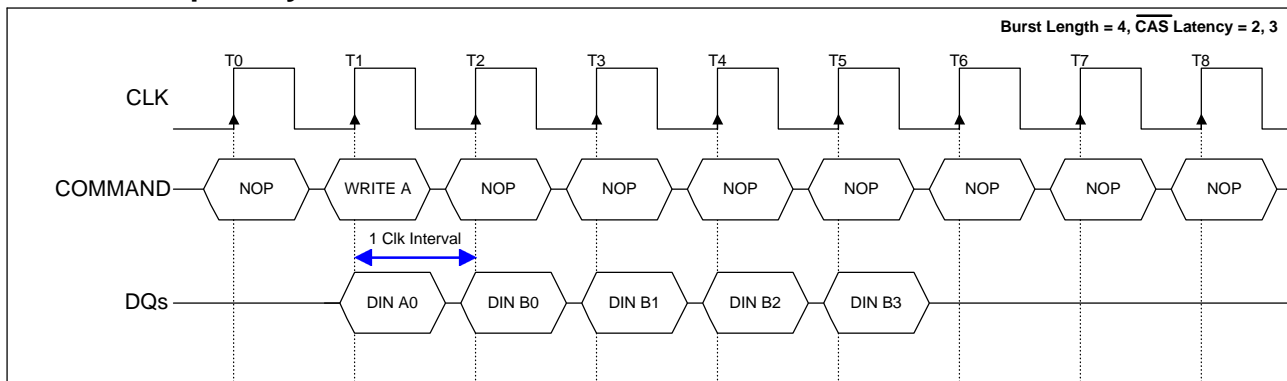 Burst Length = 4, CAS Latency = 2, 3
T0 T1 T2 T3 T4 T5 T6 T7 T8
CLK
COMMAND NOP WRITE A NOP NOP NOP NOP NOP NOP NOP
1 Clk Interval
DQs DIN A0 DIN B0 DIN B1 DIN B2 DIN B3